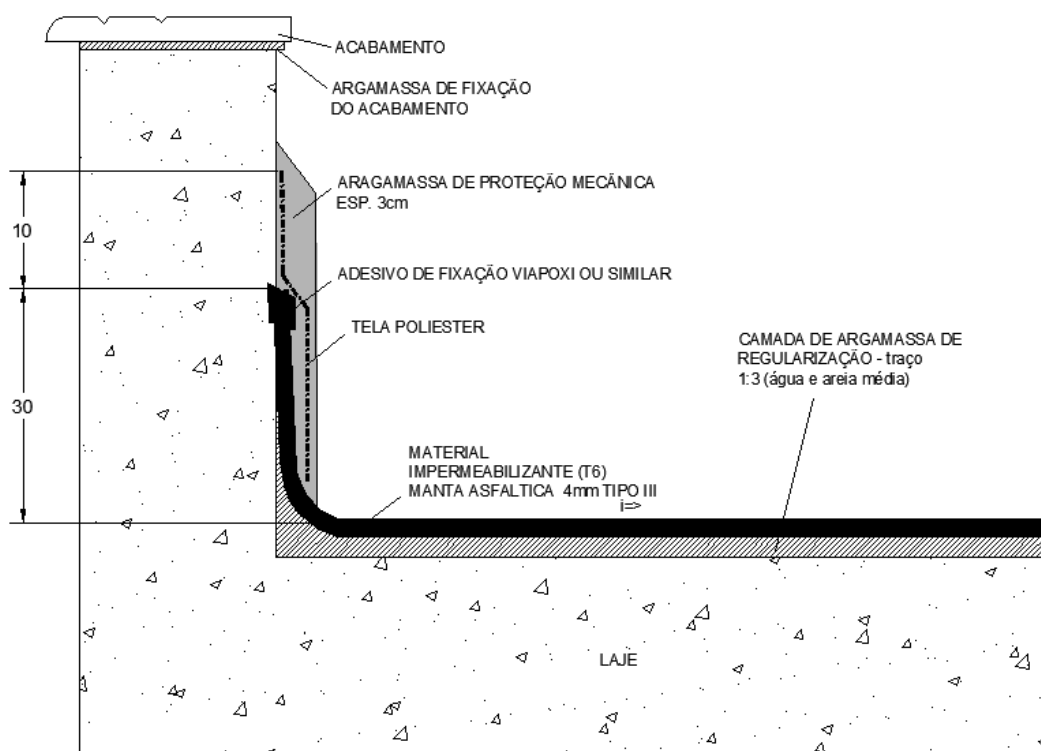 ACABAMENTO
ARGAMASSA DE FIXAÇÃO
DO ACABAMENTO
ARAGAMASSA DE PROTEÇÃO MECÂNICA
ESP. 3cm
10
ADESIVO DE FIXAÇÃO VIAPOXI OU SIMILAR
TELA POLIESTER
CAMADA DE ARGAMASSA DE
REGULARIZAÇÃO - traço
1:3 (água e areia média)
30
MATERIAL
IMPERMEABILIZANTE (T6)
MANTA ASFALTICA 4mm TIPO III
i=>
LAJE